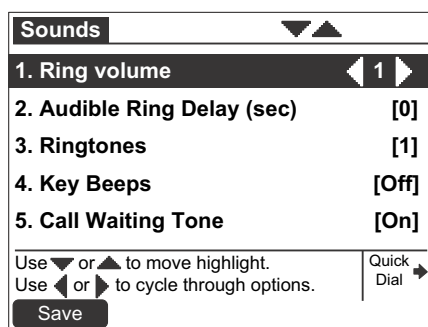 Sounds
1. Ring volume 1
2. Audible Ring Delay (sec) [0]
3. Ringtones [1]
4. Key Beeps [Off]
5. Call Waiting Tone [On]
Use or to move highlight.
Use or to cycle through options.
Quick
Dial
Save